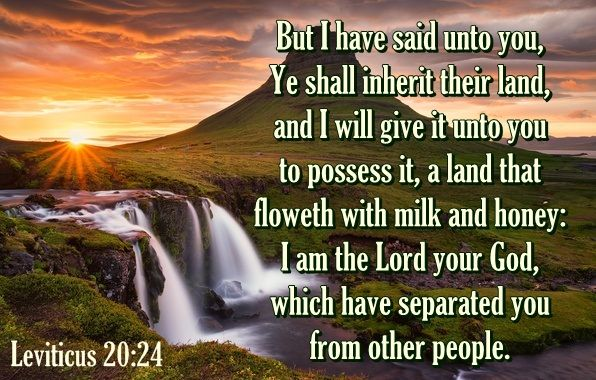 But I have said unto you,
Ye shall inherit their land,
and I will give it unto you
to possess it, a land that
floweth with milk and honey:
I am the Lord your God,
which have separated you
from other people.
Leviticus 20:24